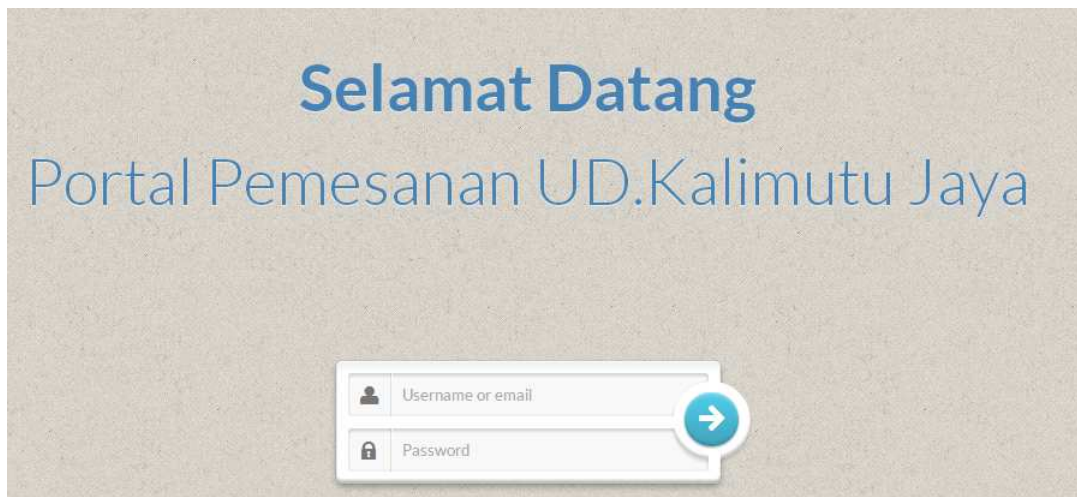 Selamat Datang
Portal Pemesanan UD.Kalimutu Jaya
Username or email
Password